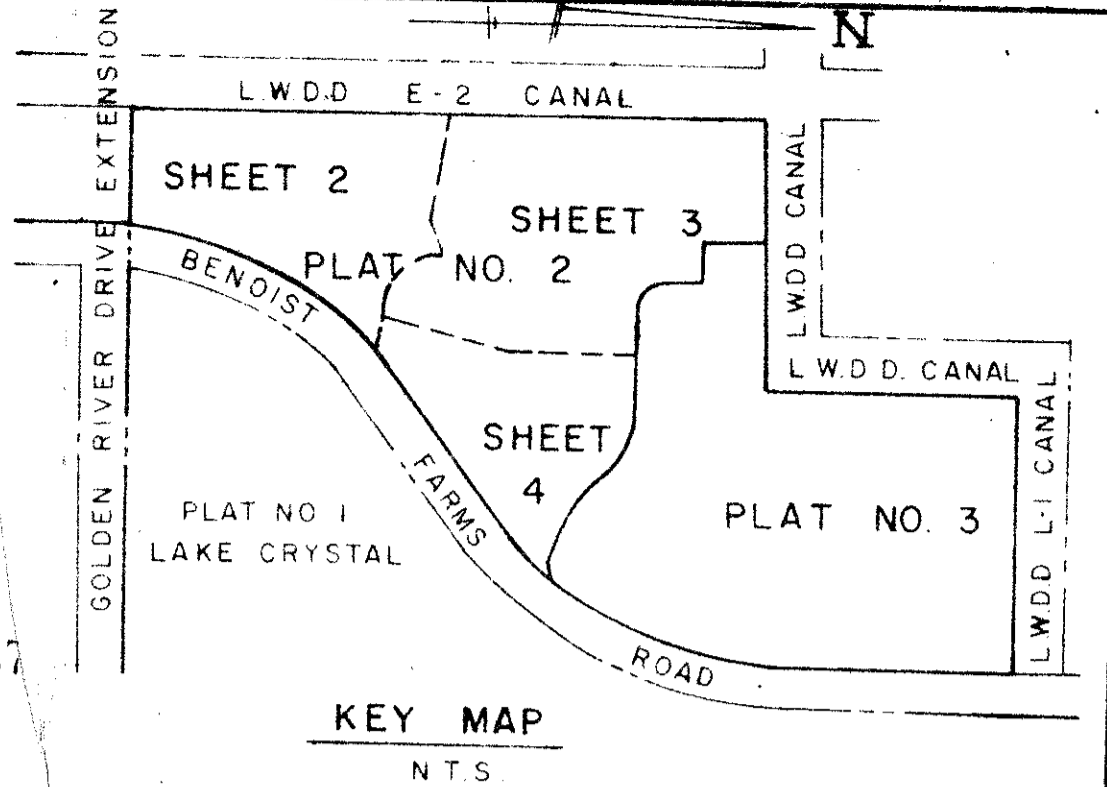 N
L.W.D.D E-2 CANAL
GOLDEN RIVER DRIVE EXTENSION
SHEET 2
SHEET 3
L.W.D.D CANAL
PLAT NO. 2
BENOIST FARMS ROAD
L W.D D. CANAL
SHEET
4
L.W.D.D L-1 CANAL
PLAT NO 1
LAKE CRYSTAL
PLAT NO. 3
KEY MAP
N T.S.